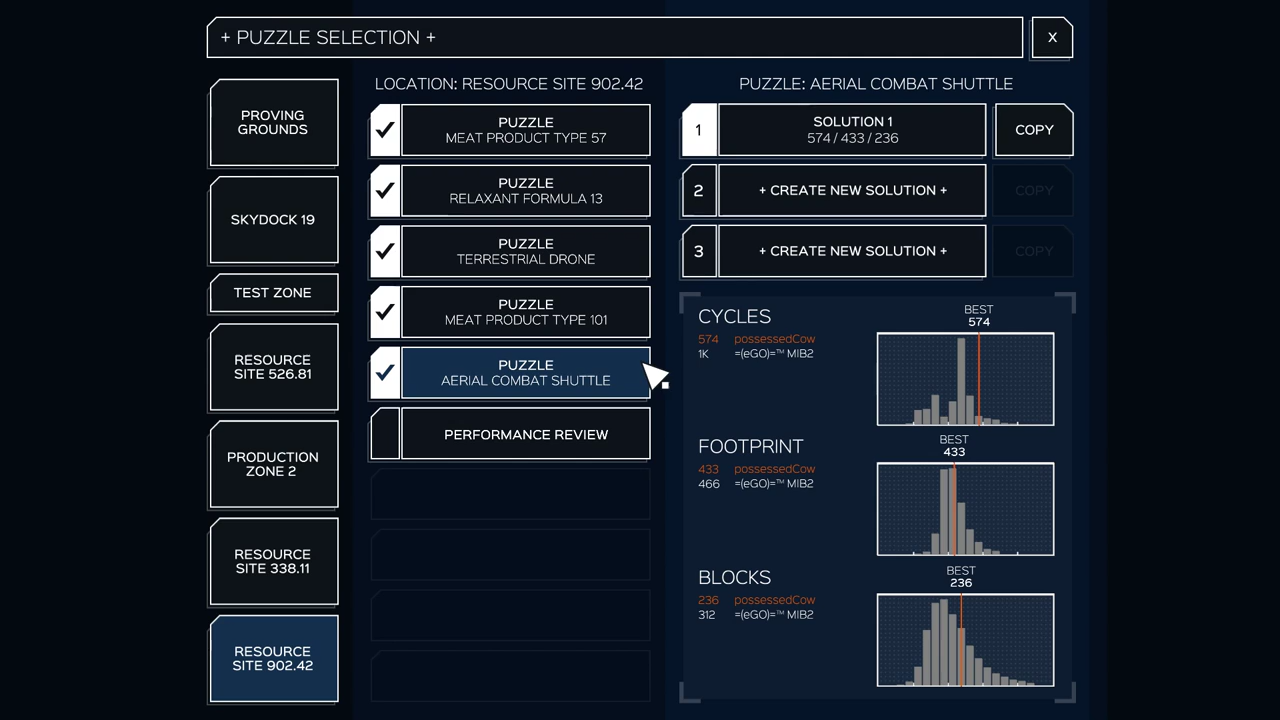 + PUZZLE SELECTION +
X
PROVING
GROUNDS
SKYDOCK 19
TEST ZONE
RESOURCE
SITE 526.81
PRODUCTION
ZONE 2
RESOURCE
SITE 338.11
RESOURCE
SITE 902.42
LOCATION: RESOURCE SITE 902.42
PUZZLE
MEAT PRODUCT TYPE 57
PUZZLE
RELAXANT FORMULA 13
PUZZLE
TERRESTRIAL DRONE
PUZZLE
MEAT PRODUCT TYPE 101
PUZZLE
AERIAL COMBAT SHUTTLE
PERFORMANCE REVIEW
PUZZLE: AERIAL COMBAT SHUTTLE
1
SOLUTION 1
574 / 433 / 236
COPY
2
+ CREATE NEW SOLUTION +
COPY
3
+ CREATE NEW SOLUTION +
COPY
CYCLES
574 possessedCow
1K =(eGO)=™ MIB2
BEST
574
FOOTPRINT
433 possessedCow
466 =(eGO)=™ MIB2
BEST
433
BLOCKS
236 possessedCow
312 =(eGO)=™ MIB2
BEST
236